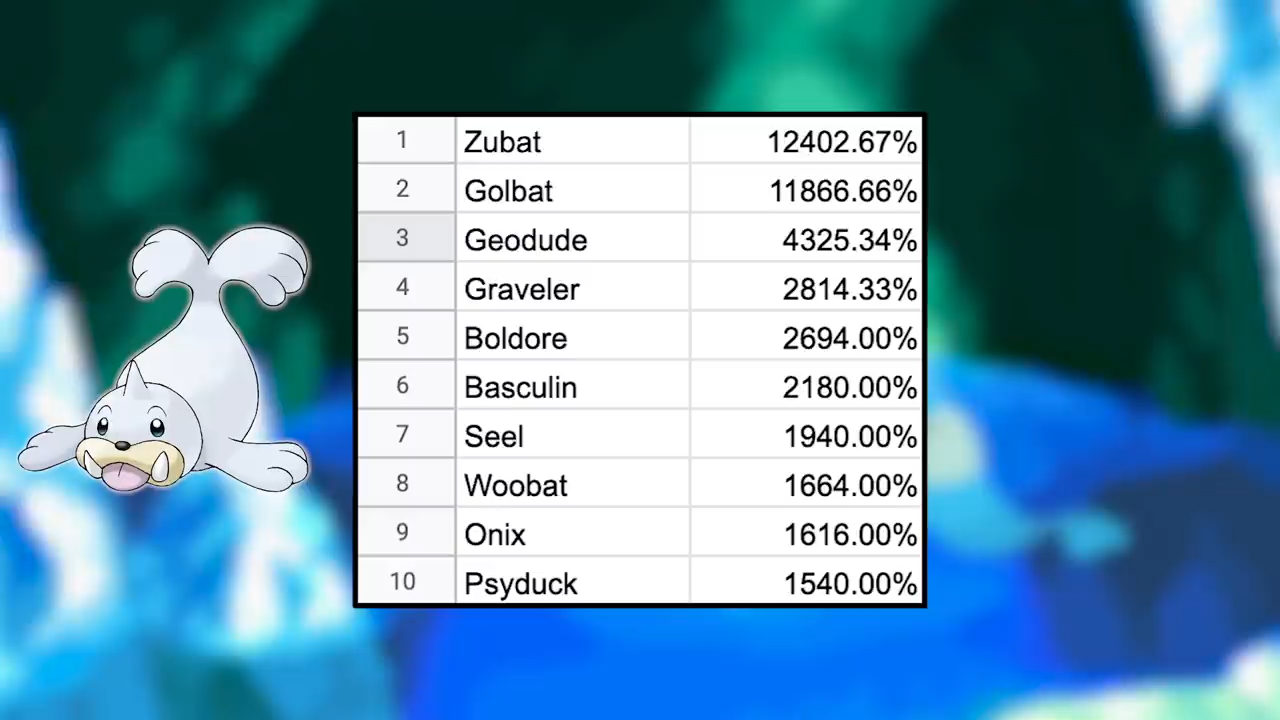 1 Zubat 12402.67%
2 Golbat 11866.66%
3 Geodude 4325.34%
4 Graveler 2814.33%
5 Boldore 2694.00%
6 Basculin 2180.00%
7 Seel 1940.00%
8 Woobat 1664.00%
9 Onix 1616.00%
10 Psyduck 1540.00%